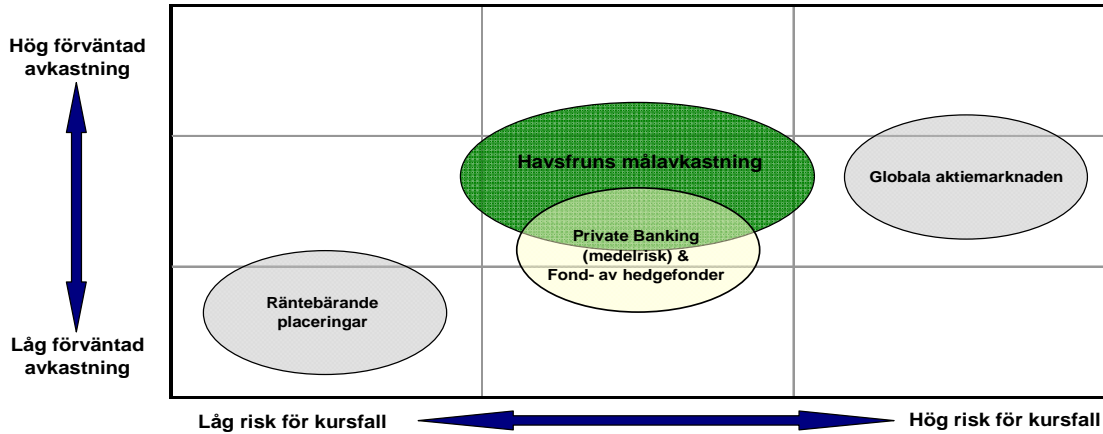 Hög förväntad
avkastning
Havsfruns målavkastning
Globala aktiemarknaden
Private Banking
(medelrisk) &
Fond- av hedgefonder
Räntebärande
placeringar
Låg förväntad
avkastning
Låg risk för kursfall
Hög risk för kursfall